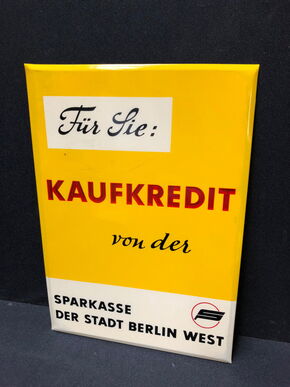 Für Sie:
KAUFKREDIT
von der
SPARKASSE
DER STADT BERLIN WEST